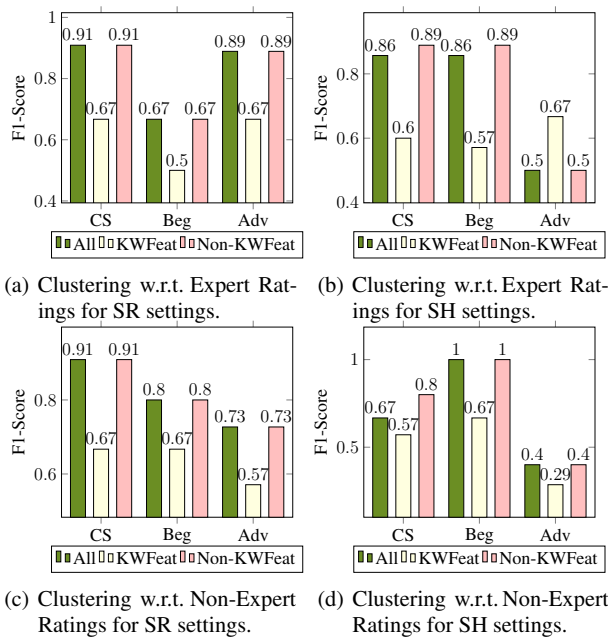 1
0.8
0.6
0.4
F1-Score
0.91
0.67
0.91
0.67
0.5
0.67
0.89
0.67
0.89
CS Beg Adv
All KWFeat Non-KWFeat
(a) Clustering w.r.t. Expert Rat-
ings for SR settings.
0.8
0.6
0.4
F1-Score
0.86
0.6
0.89
0.86
0.57
0.89
0.5
0.67
0.5
CS Beg Adv
All KWFeat Non-KWFeat
(b) Clustering w.r.t. Expert Rat-
ings for SH settings.
0.8
0.6
F1-Score
0.91
0.67
0.91
0.8
0.67
0.8
0.73
0.57
0.73
CS Beg Adv
All KWFeat Non-KWFeat
(c) Clustering w.r.t. Non-Expert
Ratings for SR settings.
1
0.5
F1-Score
0.67
0.57
0.8
1
0.67
1
0.4
0.29
0.4
CS Beg Adv
All KWFeat Non-KWFeat
(d) Clustering w.r.t. Non-Expert
Ratings for SH settings.